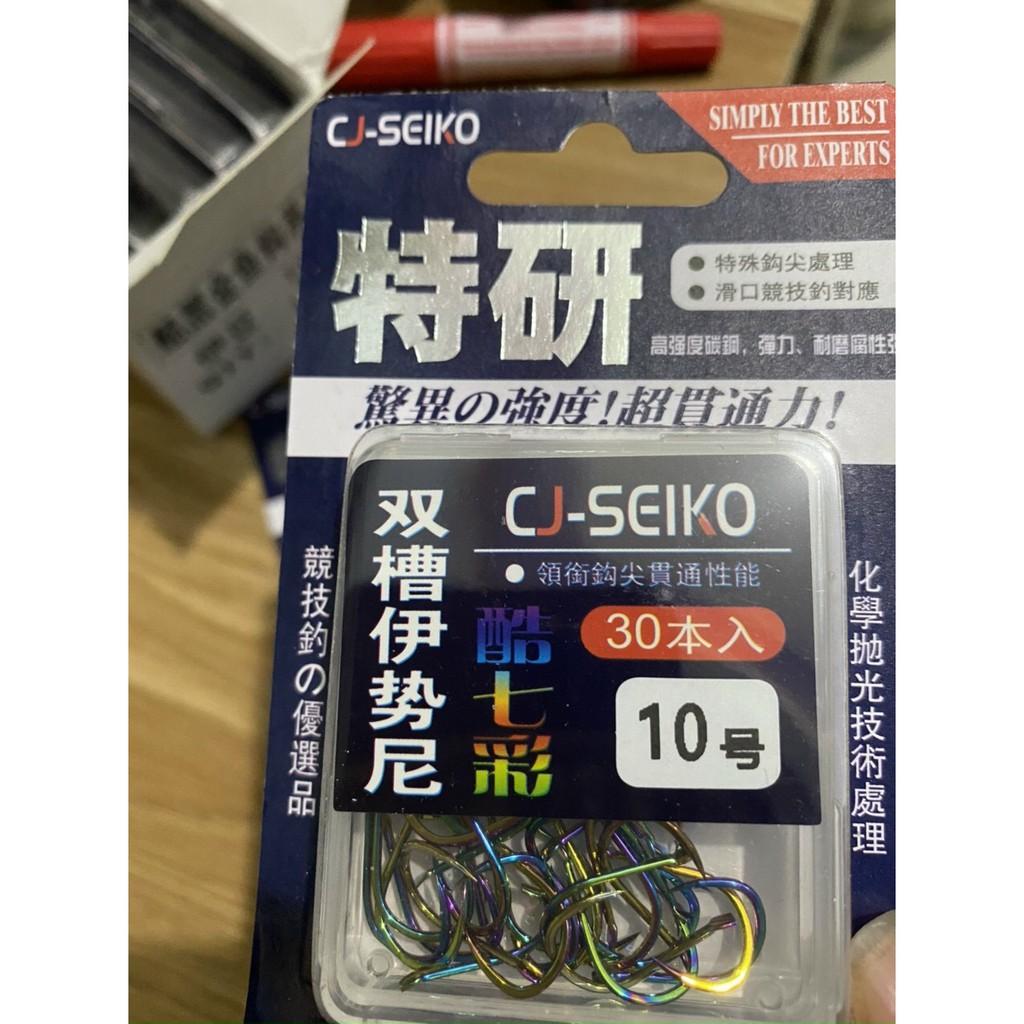 CJ-SEIKO
SIMPLY THE BEST
FOR EXPERTS
特研
● 特殊鈎尖處理
● 滑口競技釣對應
高强度碳鋼，彈力、耐磨腐性强
驚異の強度！超貫通力！
競技釣の優選品
双槽伊势尼
CJ-SEIKO
● 領銜鈎尖貫通性能
酷七彩
30本入
10号
化學抛光技術處理